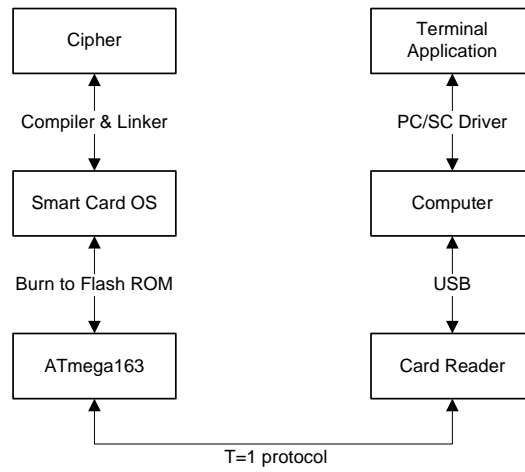 Cipher
Compiler & Linker
Smart Card OS
Burn to Flash ROM
ATmega163
Terminal
Application
PC/SC Driver
Computer
USB
Card Reader
T=1 protocol